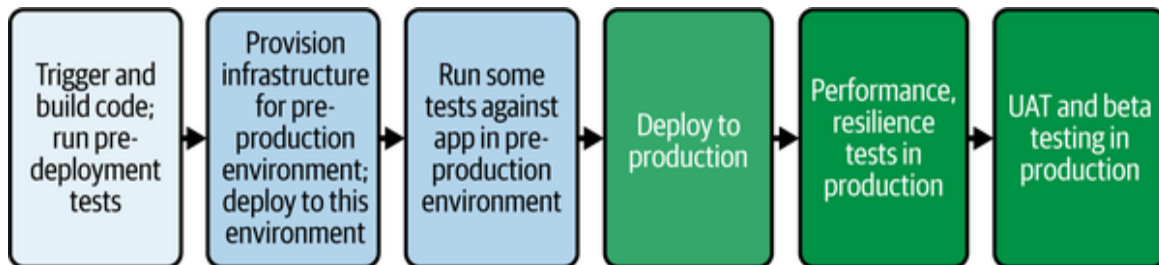 Trigger and
build code;
run pre-
deployment
tests
Provision
infrastructure
for pre-
production
environment;
deploy to this
environment
Run some
tests against
app in pre-
production
environment
Deploy to
production
Performance,
resilience
tests in
production
UAT and beta
testing in
production